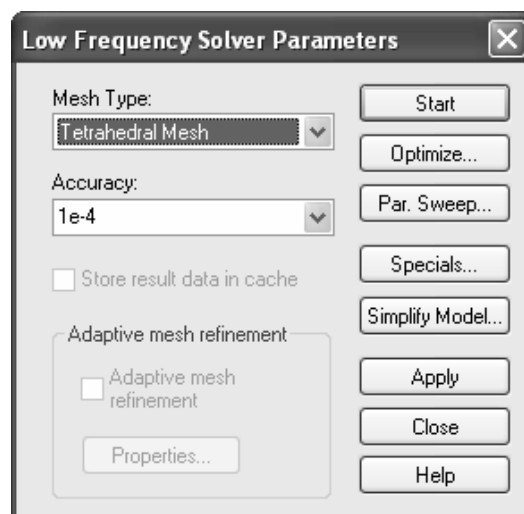 Low Frequency Solver Parameters
Mesh Type:
Tetrahedral Mesh
Accuracy:
1e-4
Store result data in cache
Adaptive mesh refinement
Adaptive mesh
refinement
Properties...
Start
Optimize...
Par. Sweep...
Specials...
Simplify Model...
Apply
Close
Help